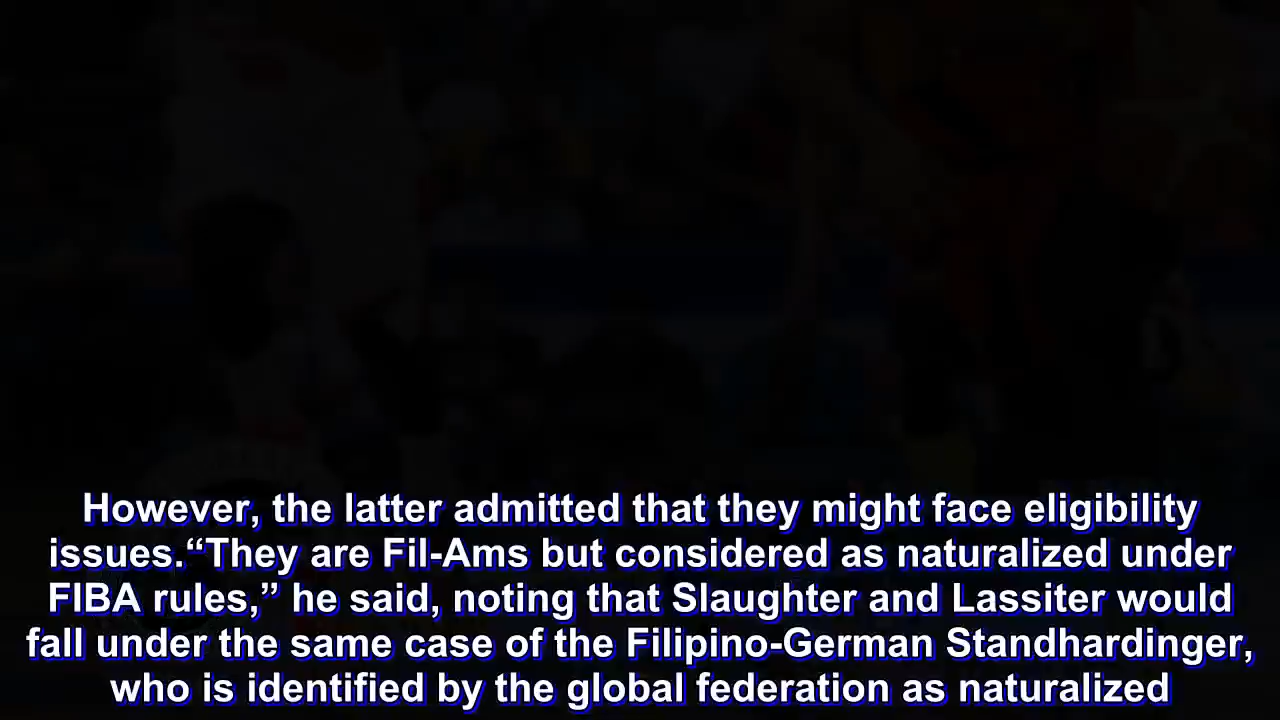 However, the latter admitted that they might face eligibility
issues.“They are Fil-Ams but considered as naturalized under
FIBA rules,” he said, noting that Slaughter and Lassiter would
fall under the same case of the Filipino-German Standhardinger,
who is identified by the global federation as naturalized